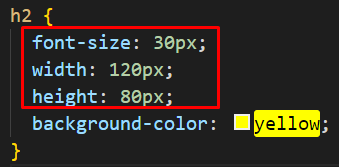 h2 {
font-size: 30px;
width: 120px;
height: 80px;
background-color: yellow;
}